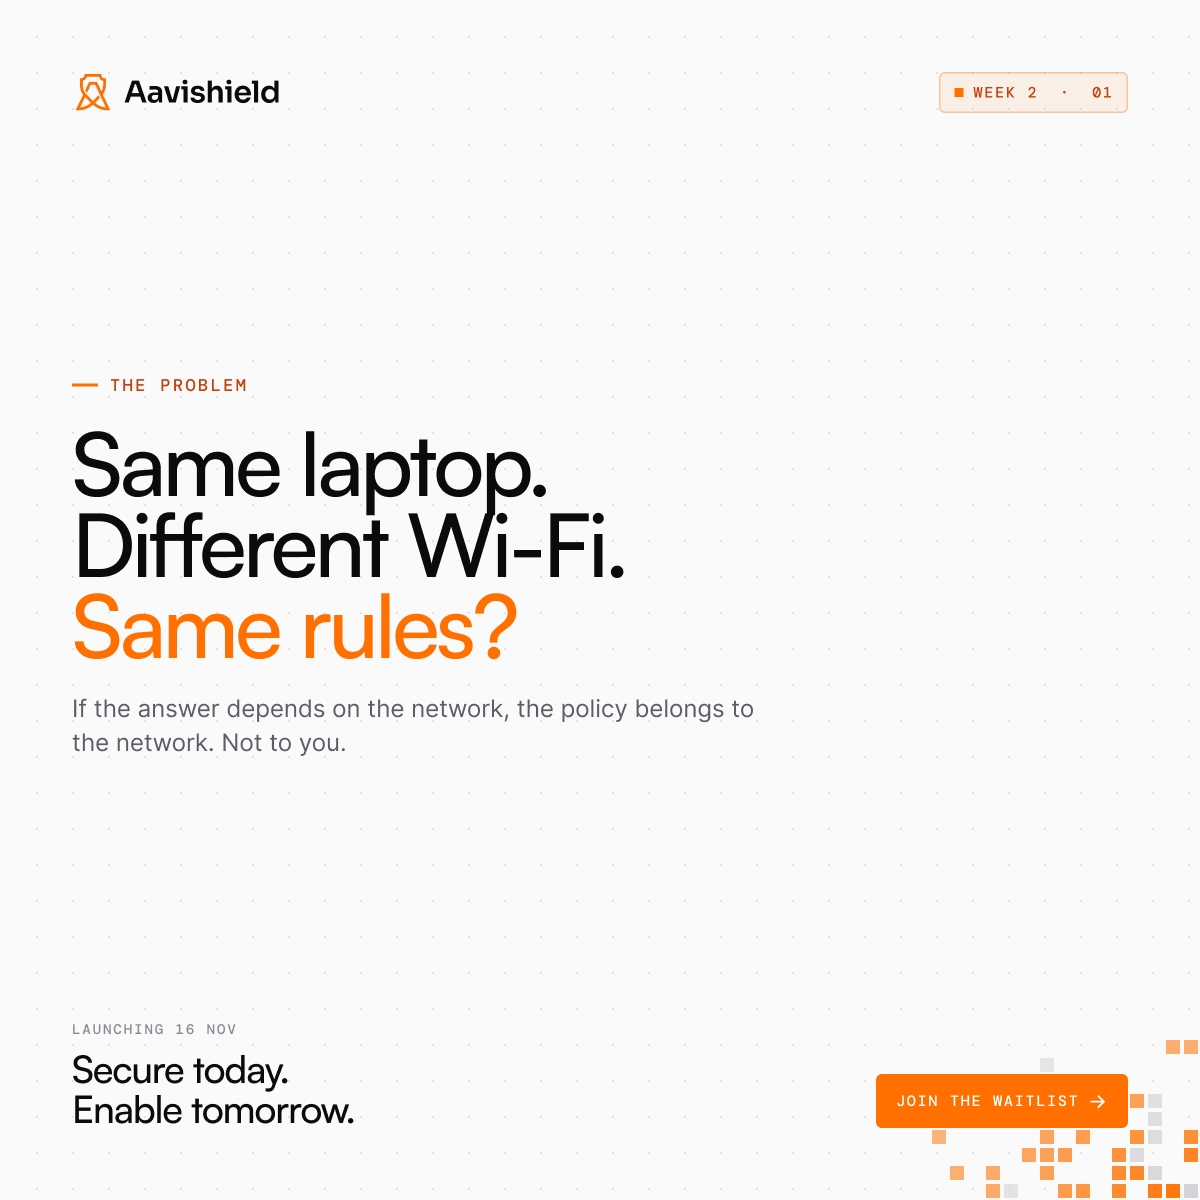 Aavishield
WEEK 2 · 01
THE PROBLEM
Same laptop.
Different Wi-Fi.
Same rules?
If the answer depends on the network, the policy belongs to
the network. Not to you.
LAUNCHING 16 NOV
Secure today.
Enable tomorrow.
JOIN THE WAITLIST →